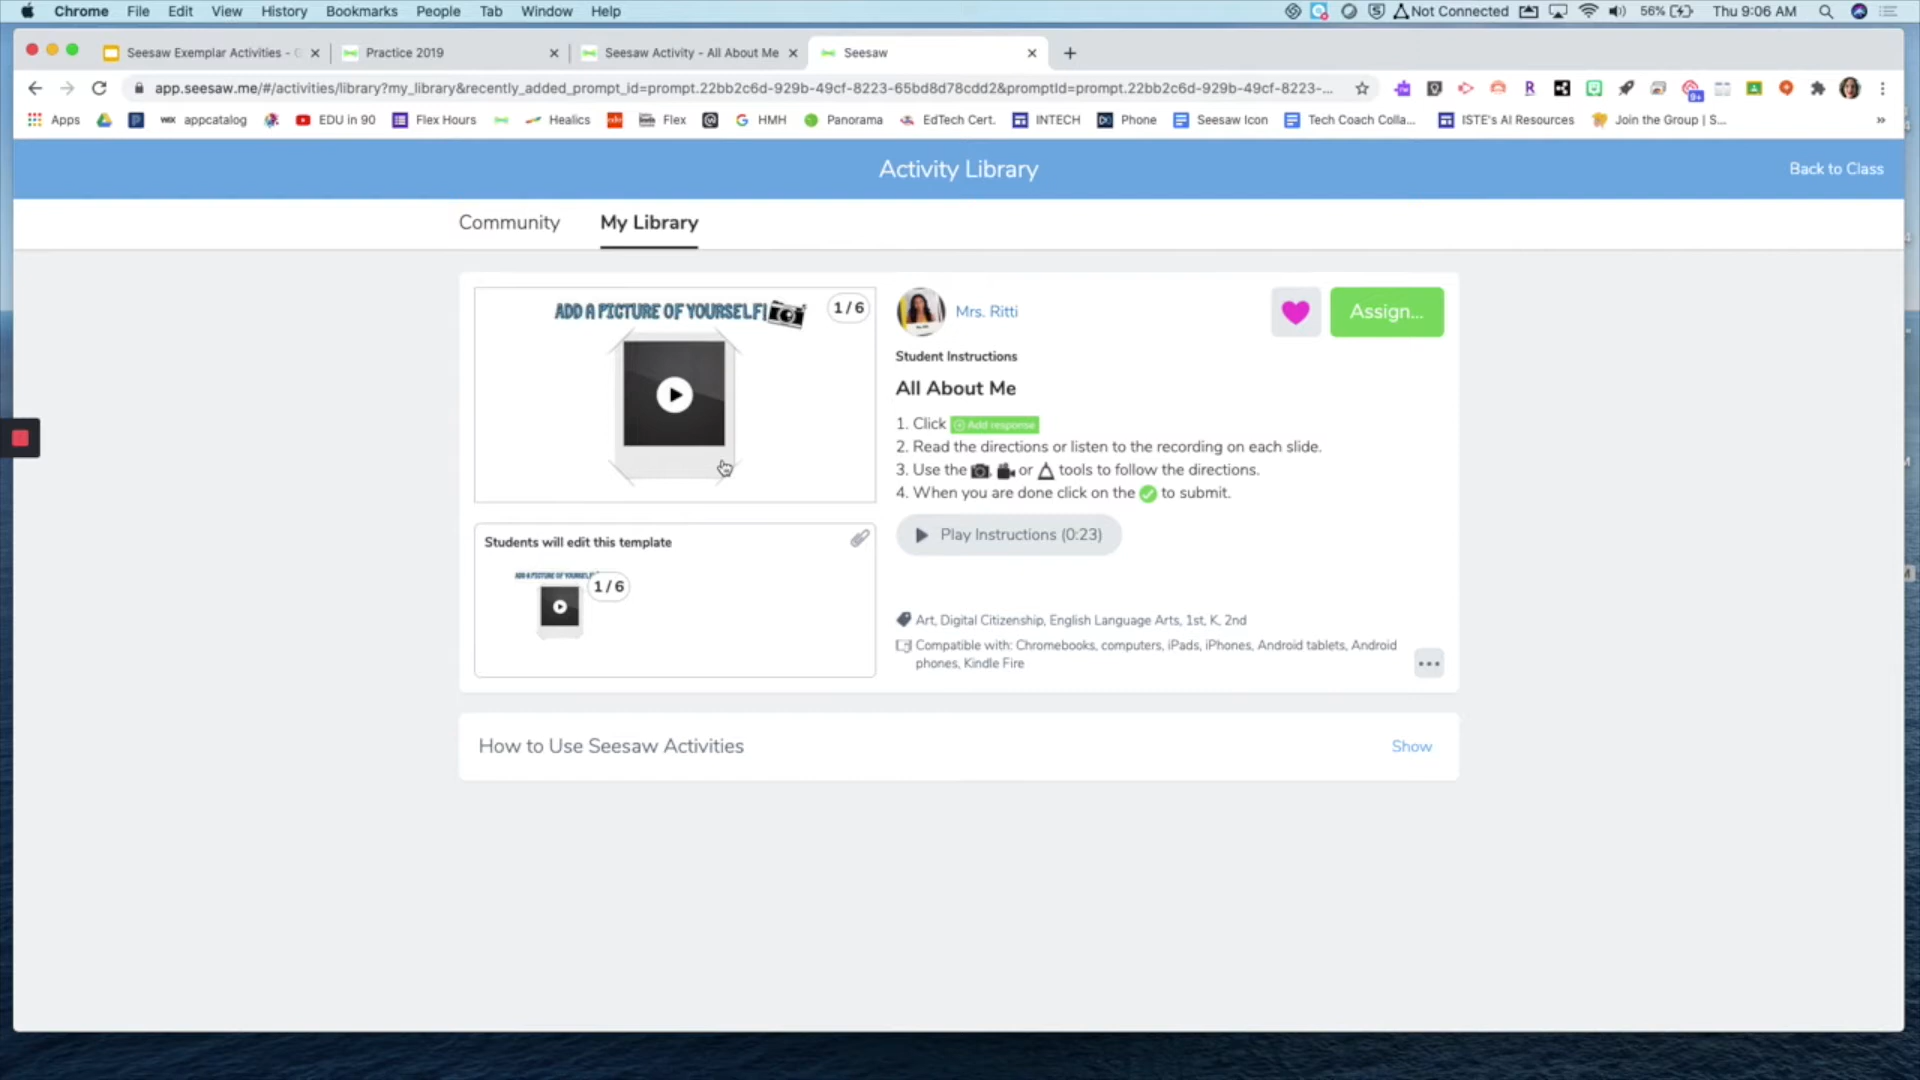 Chrome File Edit View History Bookmarks People Tab Window Help Not Connected 56% Thu 9:06 AM
Seesaw Exemplar Activities - Practice 2019 Seesaw Activity - All About Me Seesaw
app.seesaw.me/#/activities/library?my_library&recently_added_prompt_id=prompt.22bb2c6d-929b-49cf-8223-65bd8d78cdd2&promptId=prompt.22bb2c6d-929b-49cf-8223-...
Apps WIX appcatalog EDU in 90 Flex Hours Healics Flex G HMH Panorama EdTech Cert. INTECH Phone Seesaw Icon Tech Coach Colla... ISTE's AI Resources Join the Group | S... »
Activity Library
Back to Class
Community
My Library
ADD A PICTURE OF YOURSELF!
1 / 6
Mrs. Ritti
Assign...
Student Instructions
All About Me
1. Click Add response
2. Read the directions or listen to the recording on each slide.
3. Use the or tools to follow the directions.
4. When you are done click on the to submit.
Play Instructions (0:23)
Students will edit this template
ADD A PICTURE OF YOURSELF!
1 / 6
Art, Digital Citizenship, English Language Arts, 1st, K, 2nd
Compatible with: Chromebooks, computers, iPads, iPhones, Android tablets, Android
phones, Kindle Fire
How to Use Seesaw Activities
Show